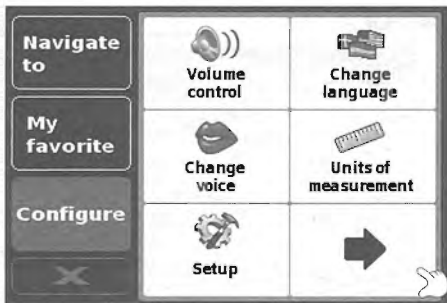 Navigate
to
My
favorite
Configure
Volume
control
Change
language
Change
voice
Units of
measurement
Setup